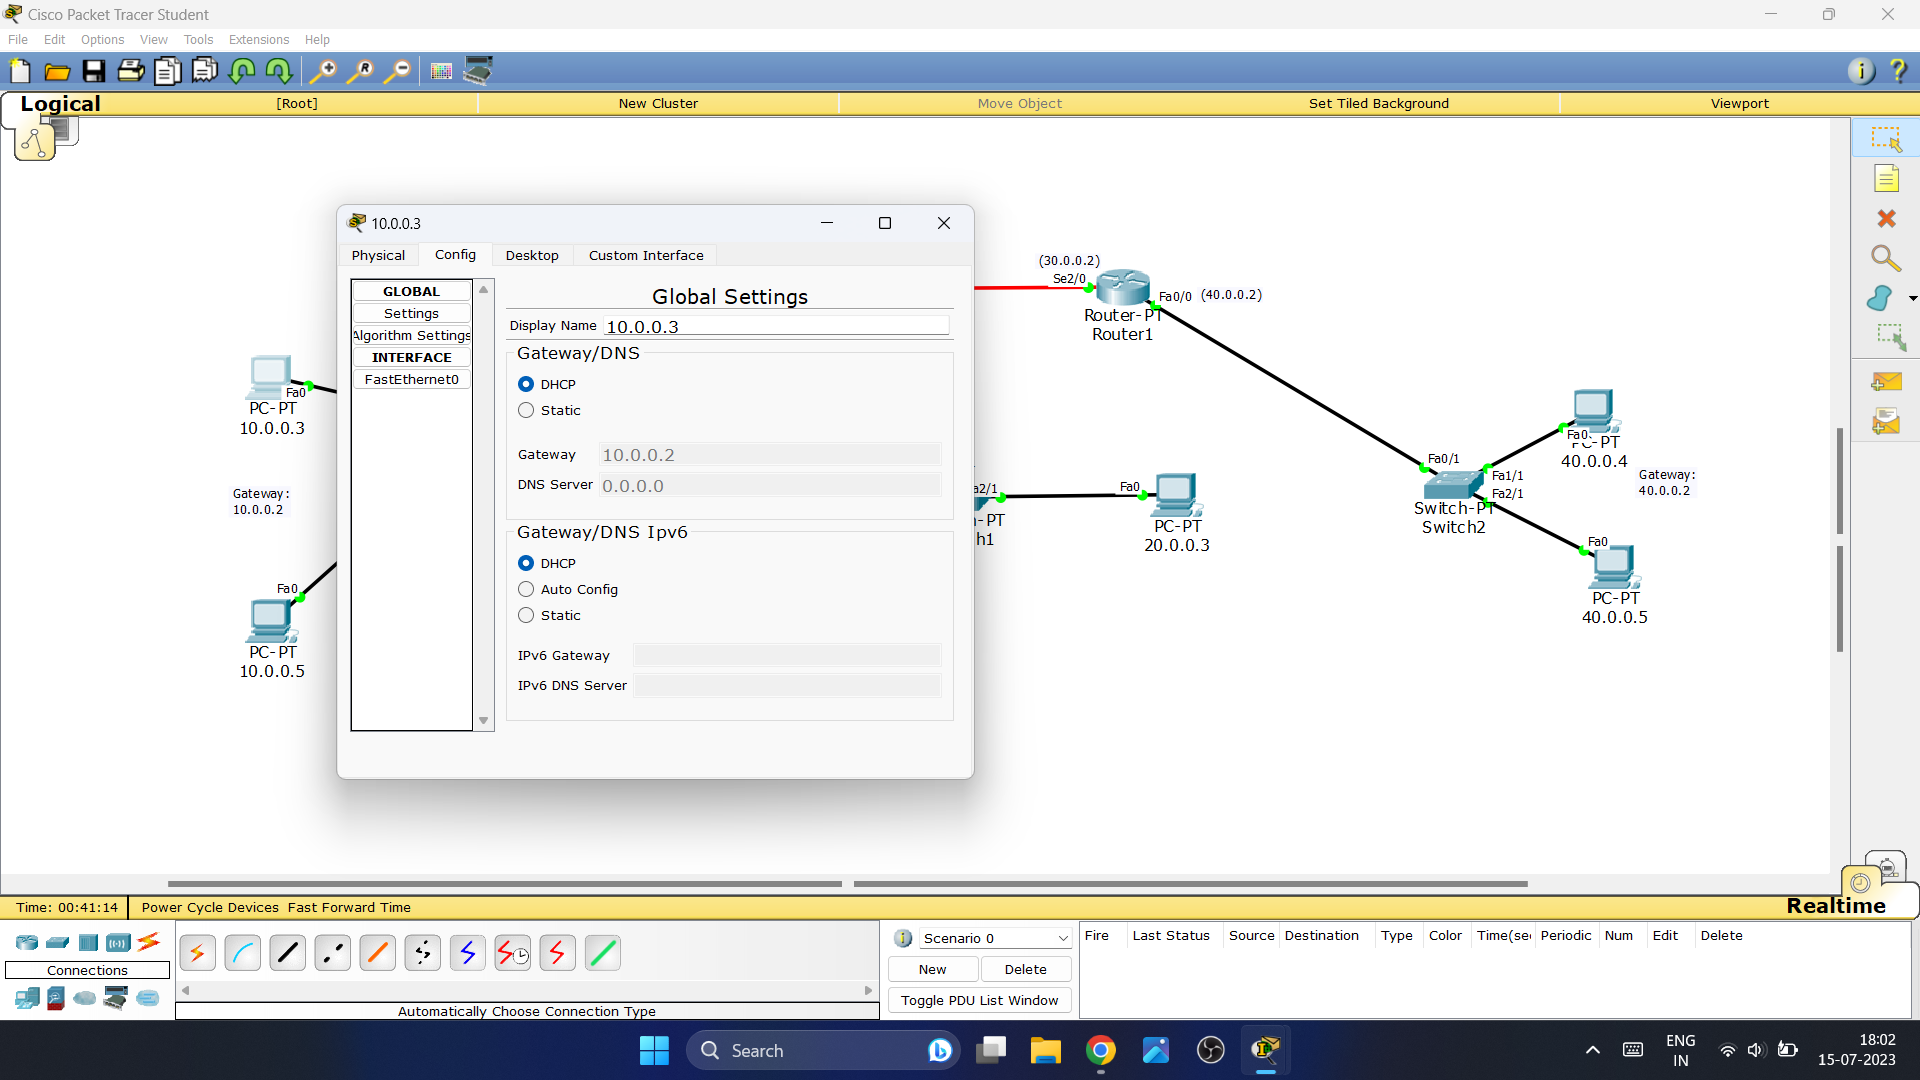 Cisco Packet Tracer Student
File Edit Options View Tools Extensions Help
Logical
[Root]
New Cluster
Move Object
Set Tiled Background
Viewport
10.0.0.3
Physical
Config
Desktop
Custom Interface
GLOBAL
Settings
Algorithm Settings
INTERFACE
FastEthernet0
Global Settings
Display Name 10.0.0.3
Gateway/DNS
DHCP
Static
Gateway 10.0.0.2
DNS Server 0.0.0.0
Gateway/DNS Ipv6
DHCP
Auto Config
Static
IPv6 Gateway
IPv6 DNS Server
Fa0
PC-PT
10.0.0.3
Gateway:
10.0.0.2
Fa0
PC-PT
10.0.0.5
(30.0.0.2)
Se2/0
Fa0/0 (40.0.0.2)
Router-PT
Router1
a2/1
-PT
h1
Fa0
PC-PT
20.0.0.3
Fa0/1
Fa1/1
Fa2/1
Switch-PT
Switch2
Fa0
PC-PT
40.0.0.4
Gateway:
40.0.0.2
Fa0
PC-PT
40.0.0.5
Time: 00:41:14
Power Cycle Devices Fast Forward Time
Realtime
Connections
Automatically Choose Connection Type
Scenario 0
New
Delete
Toggle PDU List Window
Fire Last Status Source Destination Type Color Time(sec Periodic Num Edit Delete
Search
ENG
IN
18:02
15-07-2023